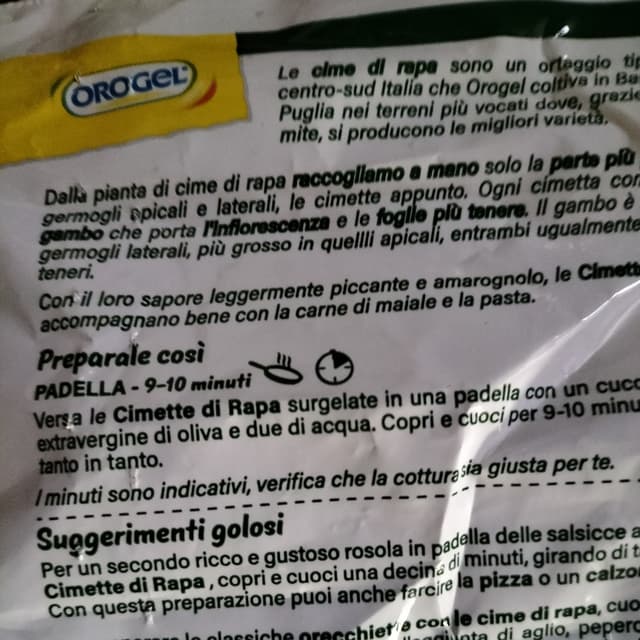 OROGEL
Le cime di rapa sono un ortaggio tip
centro-sud Italia che Orogel coltiva in Ba
Puglia nei terreni più vocati dove, grazie
mite, si producono le migliori varietà.
Dalla pianta di cime di rapa raccogliamo a mano solo la parte più
germogli apicali e laterali, le cimette appunto. Ogni cimetta con
gambo che porta l'infiorescenza e le foglie più tenere. Il gambo è
germogli laterali, più grosso in quellli apicali, entrambi ugualmente
teneri.
Con il loro sapore leggermente piccante e amarognolo, le Cimett
accompagnano bene con la carne di maiale e la pasta.
Preparale così
PADELLA - 9-10 minuti
Versa le Cimette di Rapa surgelate in una padella con un cucc
extravergine di oliva e due di acqua. Copri e cuoci per 9-10 minu
tanto in tanto.
I minuti sono indicativi, verifica che la cottura sia giusta per te.
Suggerimenti golosi
Per un secondo ricco e gustoso rosola in padella delle salsicce a
Cimette di Rapa , copri e cuoci una decina di minuti, girando di t
Con questa preparazione puoi anche farcire la pizza o un calzo
le classiche orecchiette con le cime di rapa, cuo
di aglio, pepero